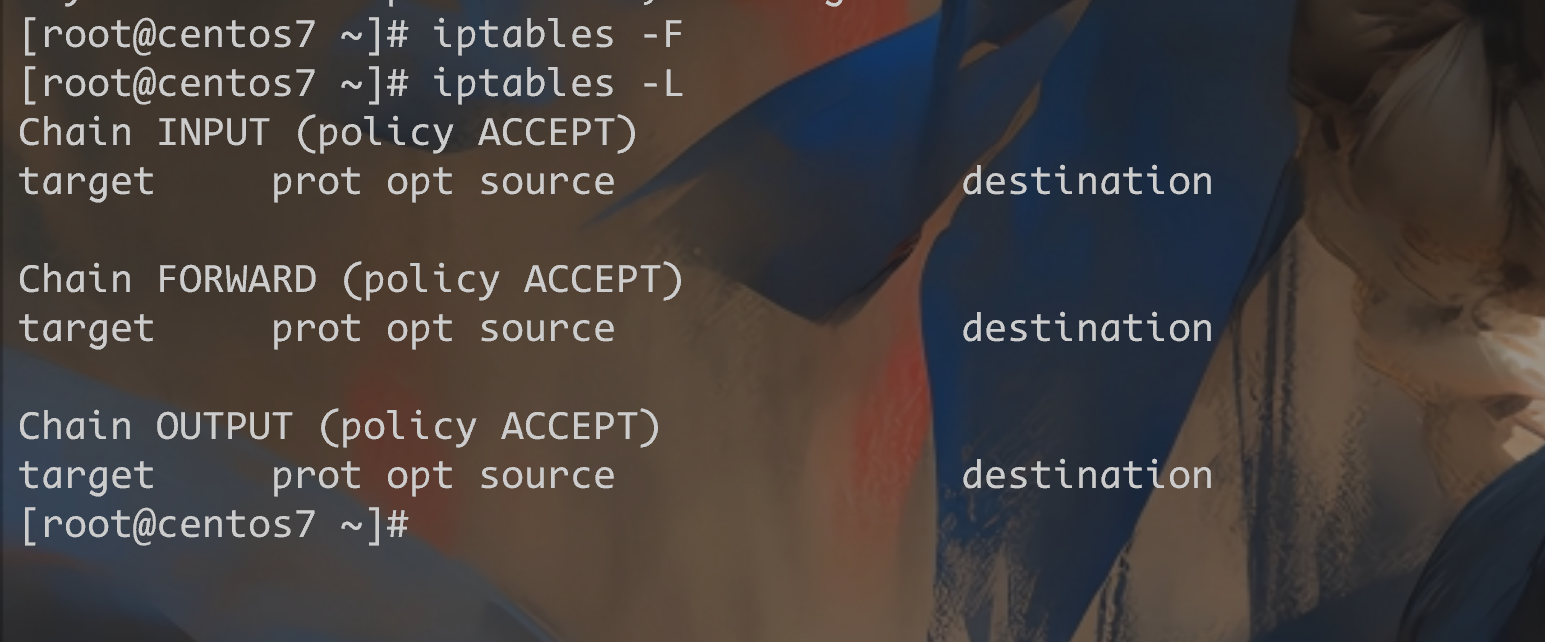 [root@centos7 ~]# iptables -F
[root@centos7 ~]# iptables -L
Chain INPUT (policy ACCEPT)
target     prot opt source               destination

Chain FORWARD (policy ACCEPT)
target     prot opt source               destination

Chain OUTPUT (policy ACCEPT)
target     prot opt source               destination
[root@centos7 ~]#